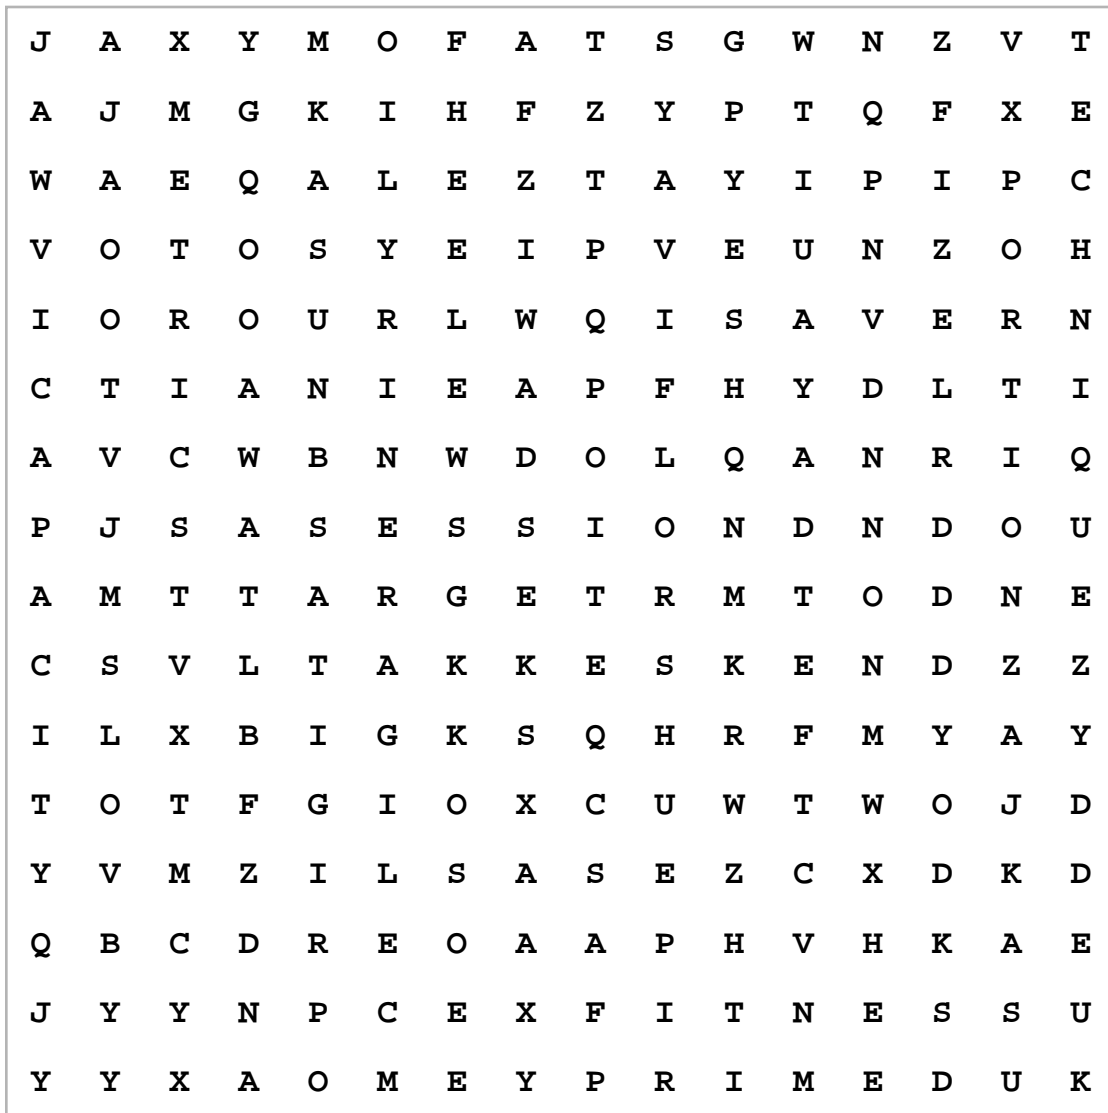 J A X Y M O F A T S G W N Z V T
A J M G K I H F Z Y P T Q F X E
W A E Q A L E Z T A Y I P I P C
V O T O S Y E I P V E U N Z O H
I O R O U R L W Q I S A V E R N
C T I A N I E A P F H Y D L T I
A V C W B N W D O L Q A N R I Q
P J S A S E S S I O N D N D O U
A M T T A R G E T R M T O D N E
C S V L T A K K E S K E N D Z Z
I L X B I G K S Q H R F M Y A Y
T O T F G I O X C U W T W O J D
Y V M Z I L S A S E Z C X D K D
Q B C D R E O A A P H V H K A E
J Y Y N P C E X F I T N E S S U
Y Y X A O M E Y P R I M E D U K